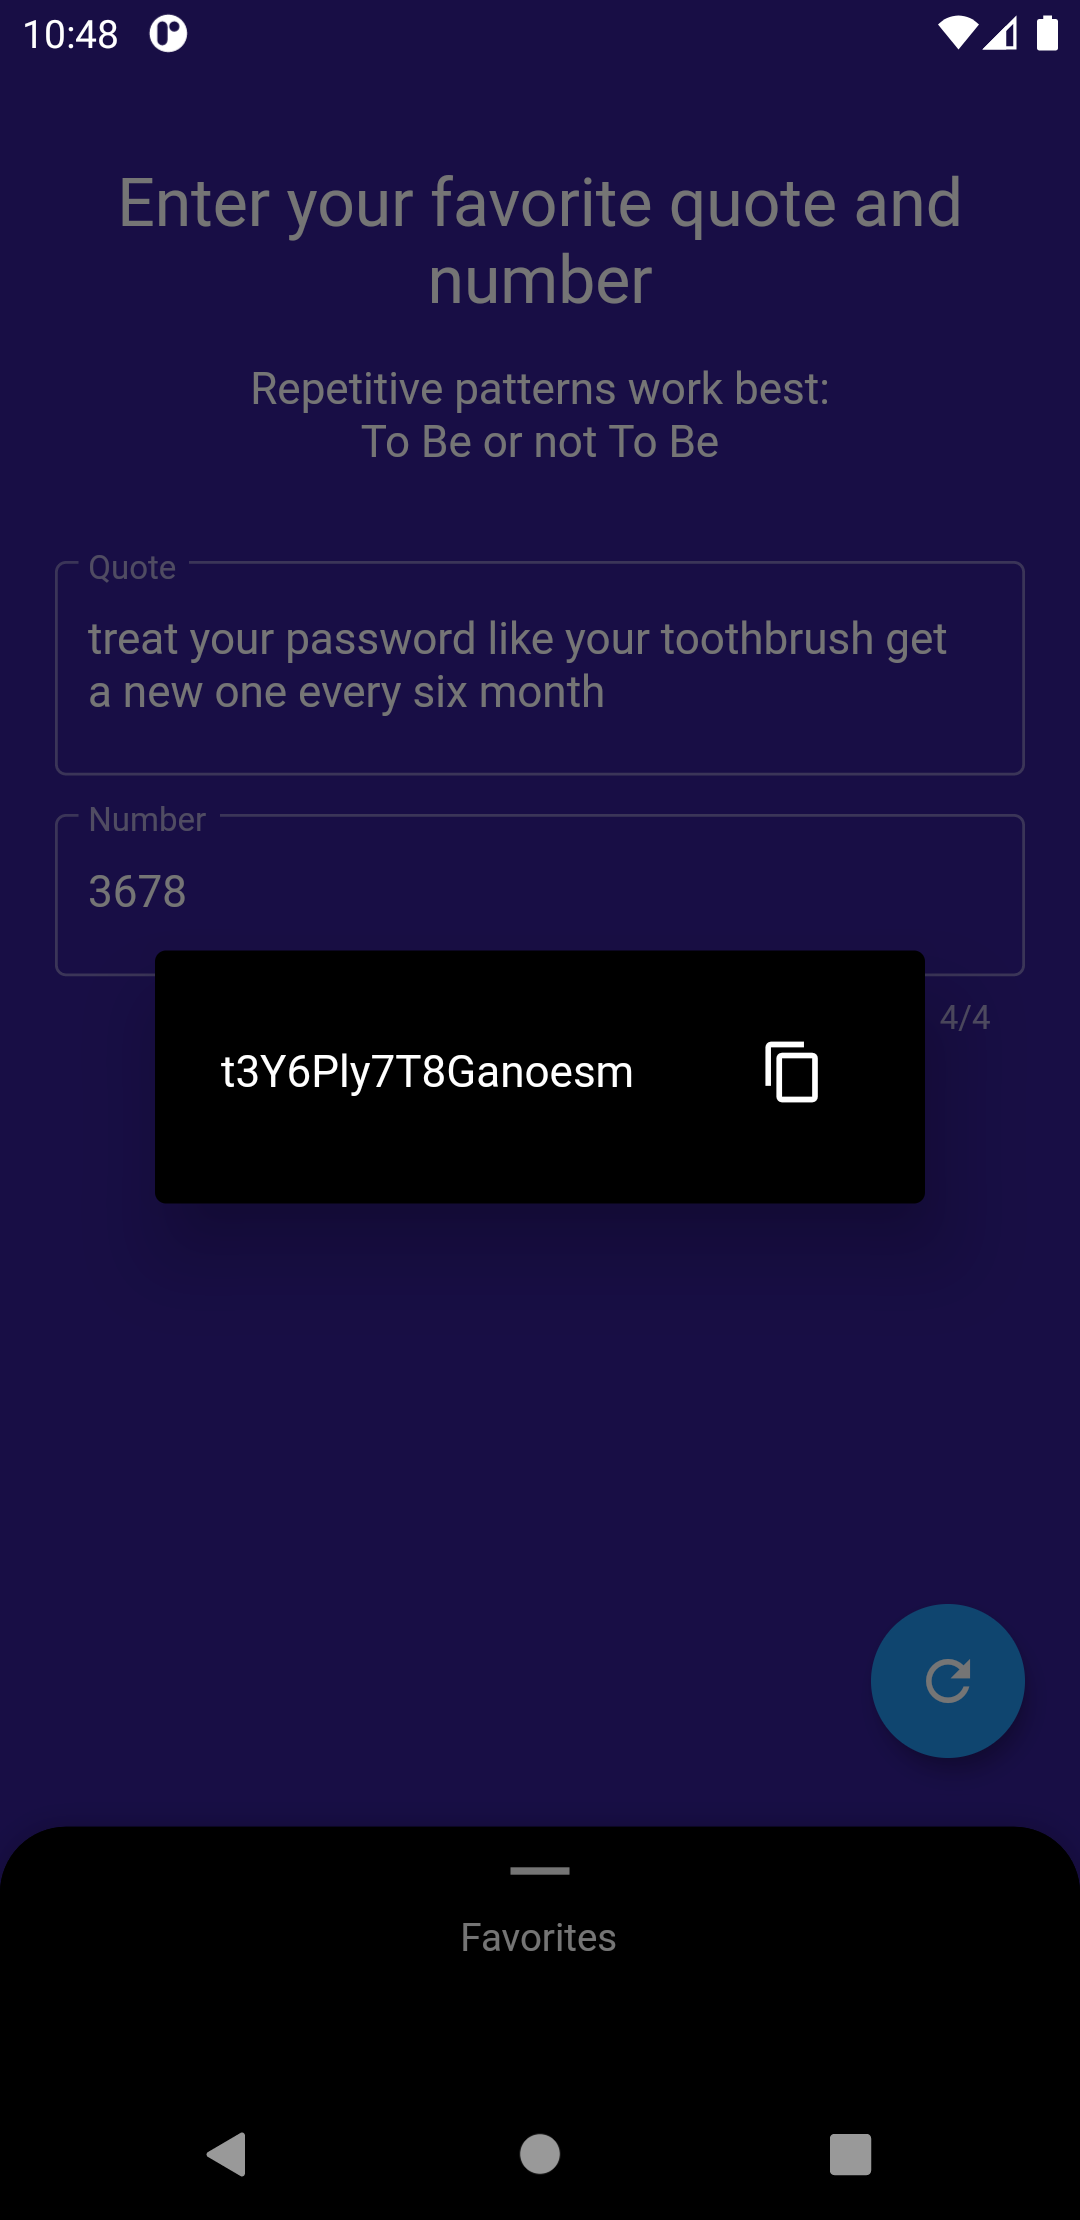 10:48
Enter your favorite quote and
number
Repetitive patterns work best:
To Be or not To Be
Quote
treat your password like your toothbrush get
a new one every six month
Number
3678
4/4
t3Y6Ply7T8Ganoesm
Favorites